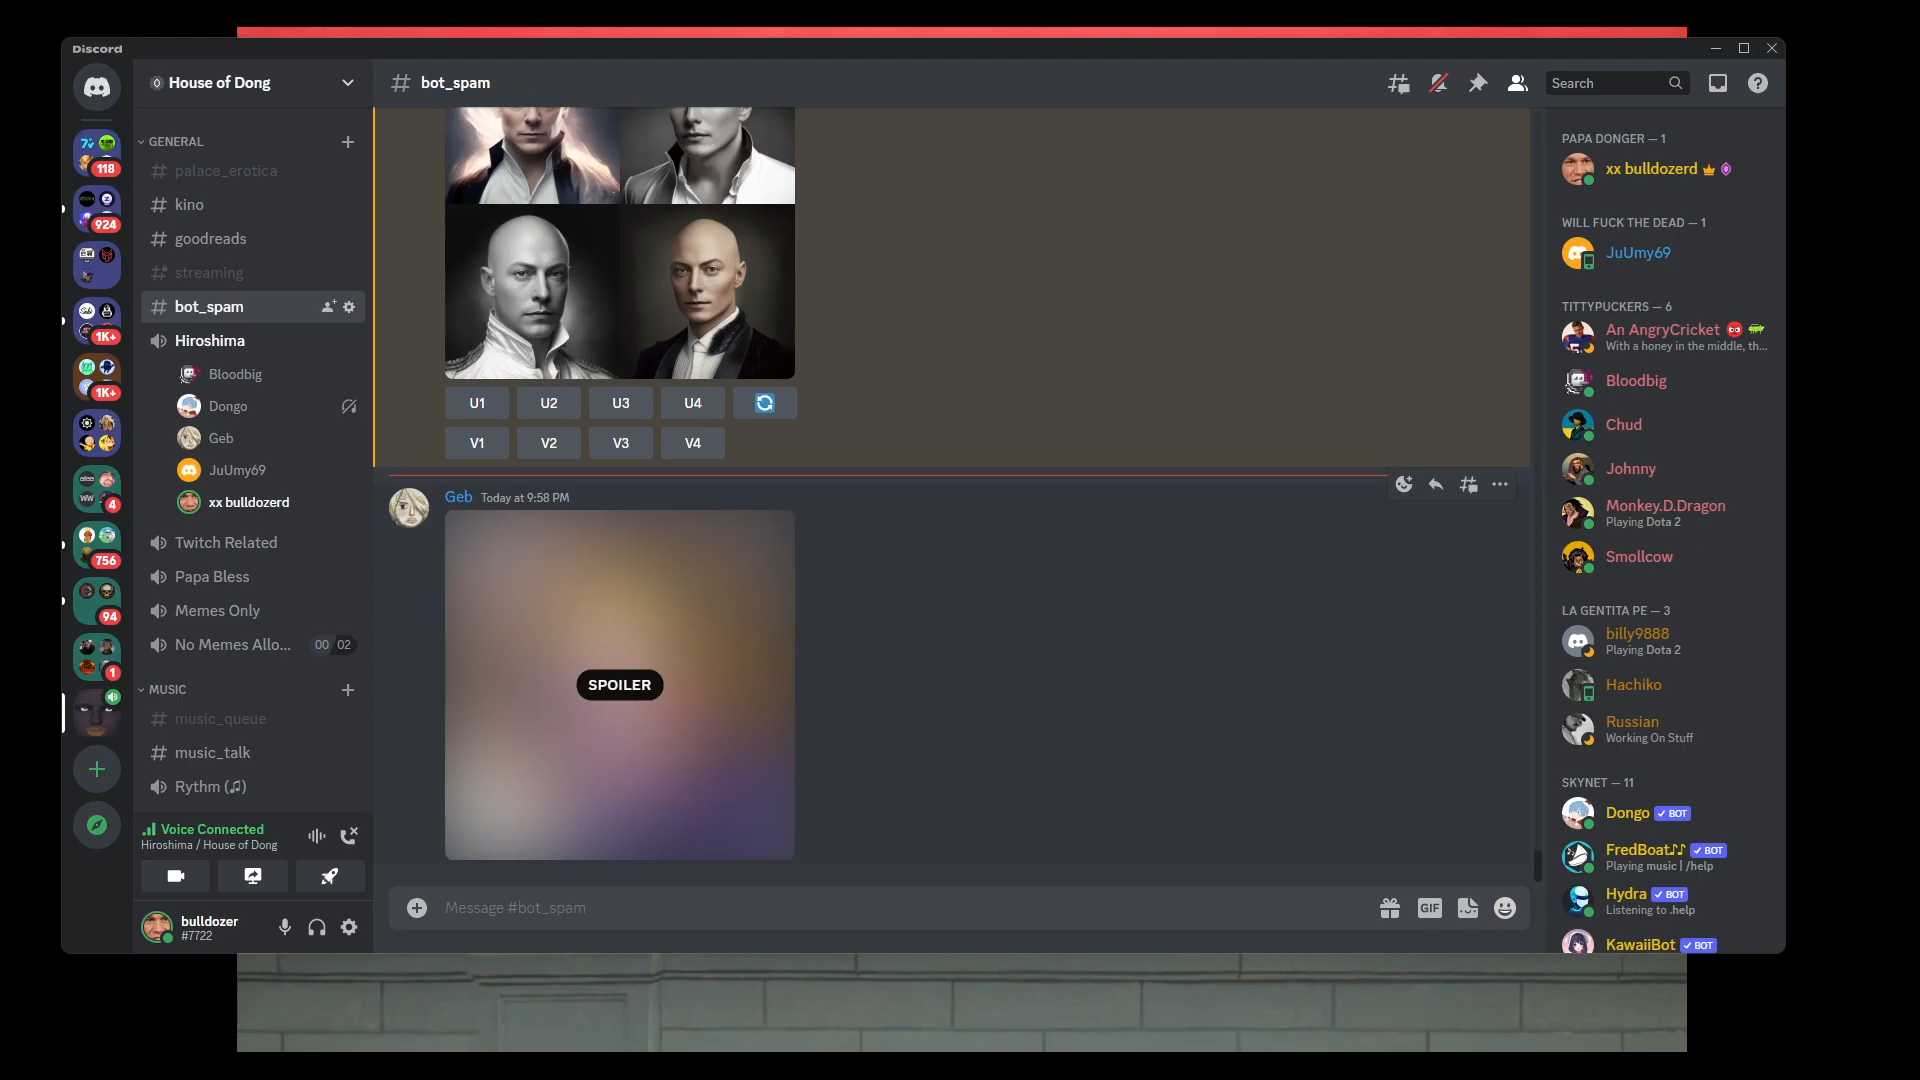 Discord
House of Dong
bot_spam
Search
118
924
1K+
1K+
4
756
94
1
GENERAL
palace_erotica
kino
goodreads
streaming
bot_spam
Hiroshima
Bloodbig
Dongo
Geb
JuUmy69
xx bulldozerd
Twitch Related
Papa Bless
Memes Only
No Memes Allo... 00 02
MUSIC
music_queue
music_talk
Rythm (♫)
Voice Connected
Hiroshima / House of Dong
bulldozer
#7722
U1 U2 U3 U4
V1 V2 V3 V4
Geb Today at 9:58 PM
SPOILER
Message #bot_spam
GIF
PAPA DONGER — 1
xx bulldozerd
WILL FUCK THE DEAD — 1
JuUmy69
TITTYPUCKERS — 6
An AngryCricket
With a honey in the middle, th...
Bloodbig
Chud
Johnny
Monkey.D.Dragon
Playing Dota 2
Smollcow
LA GENTITA PE — 3
billy9888
Playing Dota 2
Hachiko
Russian
Working On Stuff
SKYNET — 11
Dongo BOT
FredBoat♪♪ BOT
Playing music | /help
Hydra BOT
Listening to .help
KawaiiBot BOT